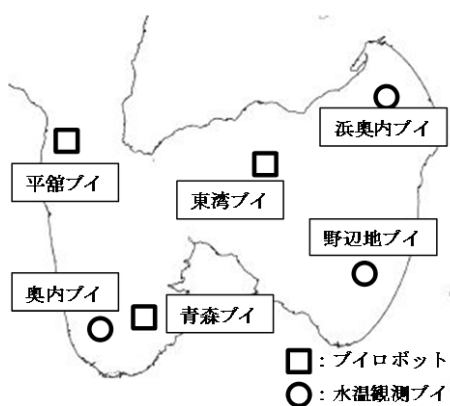 浜奥内ブイ
平舘ブイ
東湾ブイ
野辺地ブイ
奥内ブイ
青森ブイ
：ブイロボット
：水温観測ブイ